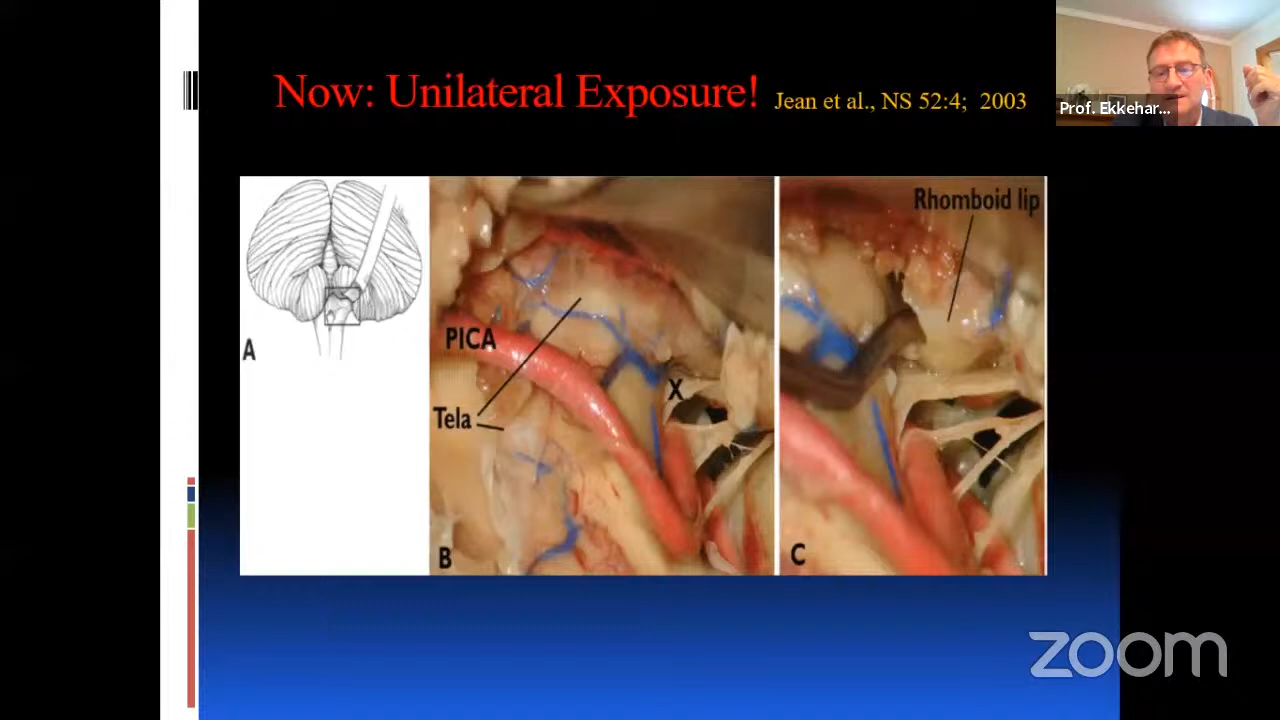 Now: Unilateral Exposure! Jean et al., NS 52:4; 2003
Prof. Ekkehar...
Rhomboid lip
PICA
A
X
Tela
B
C
zoom